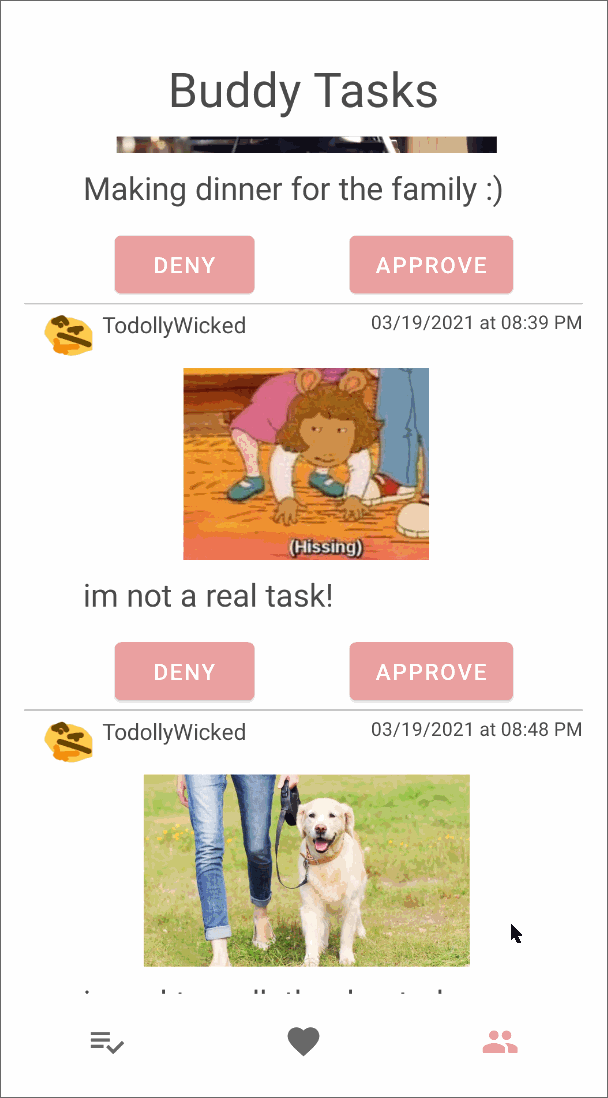 Buddy Tasks
Making dinner for the family :)
DENY
APPROVE
TodollyWicked
03/19/2021 at 08:39 PM
(Hissing)
im not a real task!
DENY
APPROVE
TodollyWicked
03/19/2021 at 08:48 PM